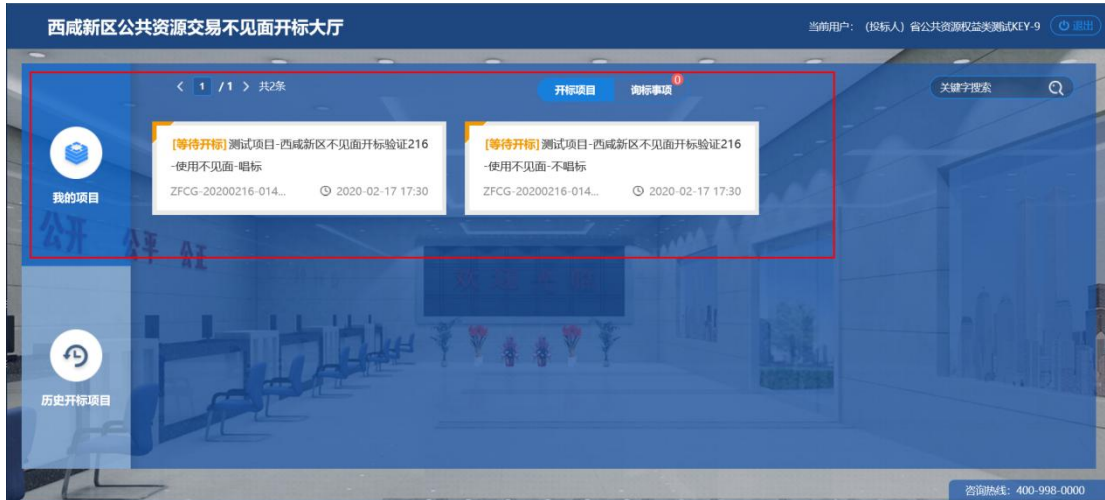 西咸新区公共资源交易不见面开标大厅
当前用户： (投标人) 省公共资源权益类测试KEY-9 退出
< 1 / 1 > 共2条
开标项目 询标事项 0
关键字搜索
[等待开标] 测试项目-西咸新区不见面开标验证216
-使用不见面-唱标
ZFCG-20200216-014... 2020-02-17 17:30
[等待开标] 测试项目-西咸新区不见面开标验证216
-使用不见面-不唱标
ZFCG-20200216-014... 2020-02-17 17:30
我的项目
公开 公平 公正
历史开标项目
咨询热线：400-998-0000